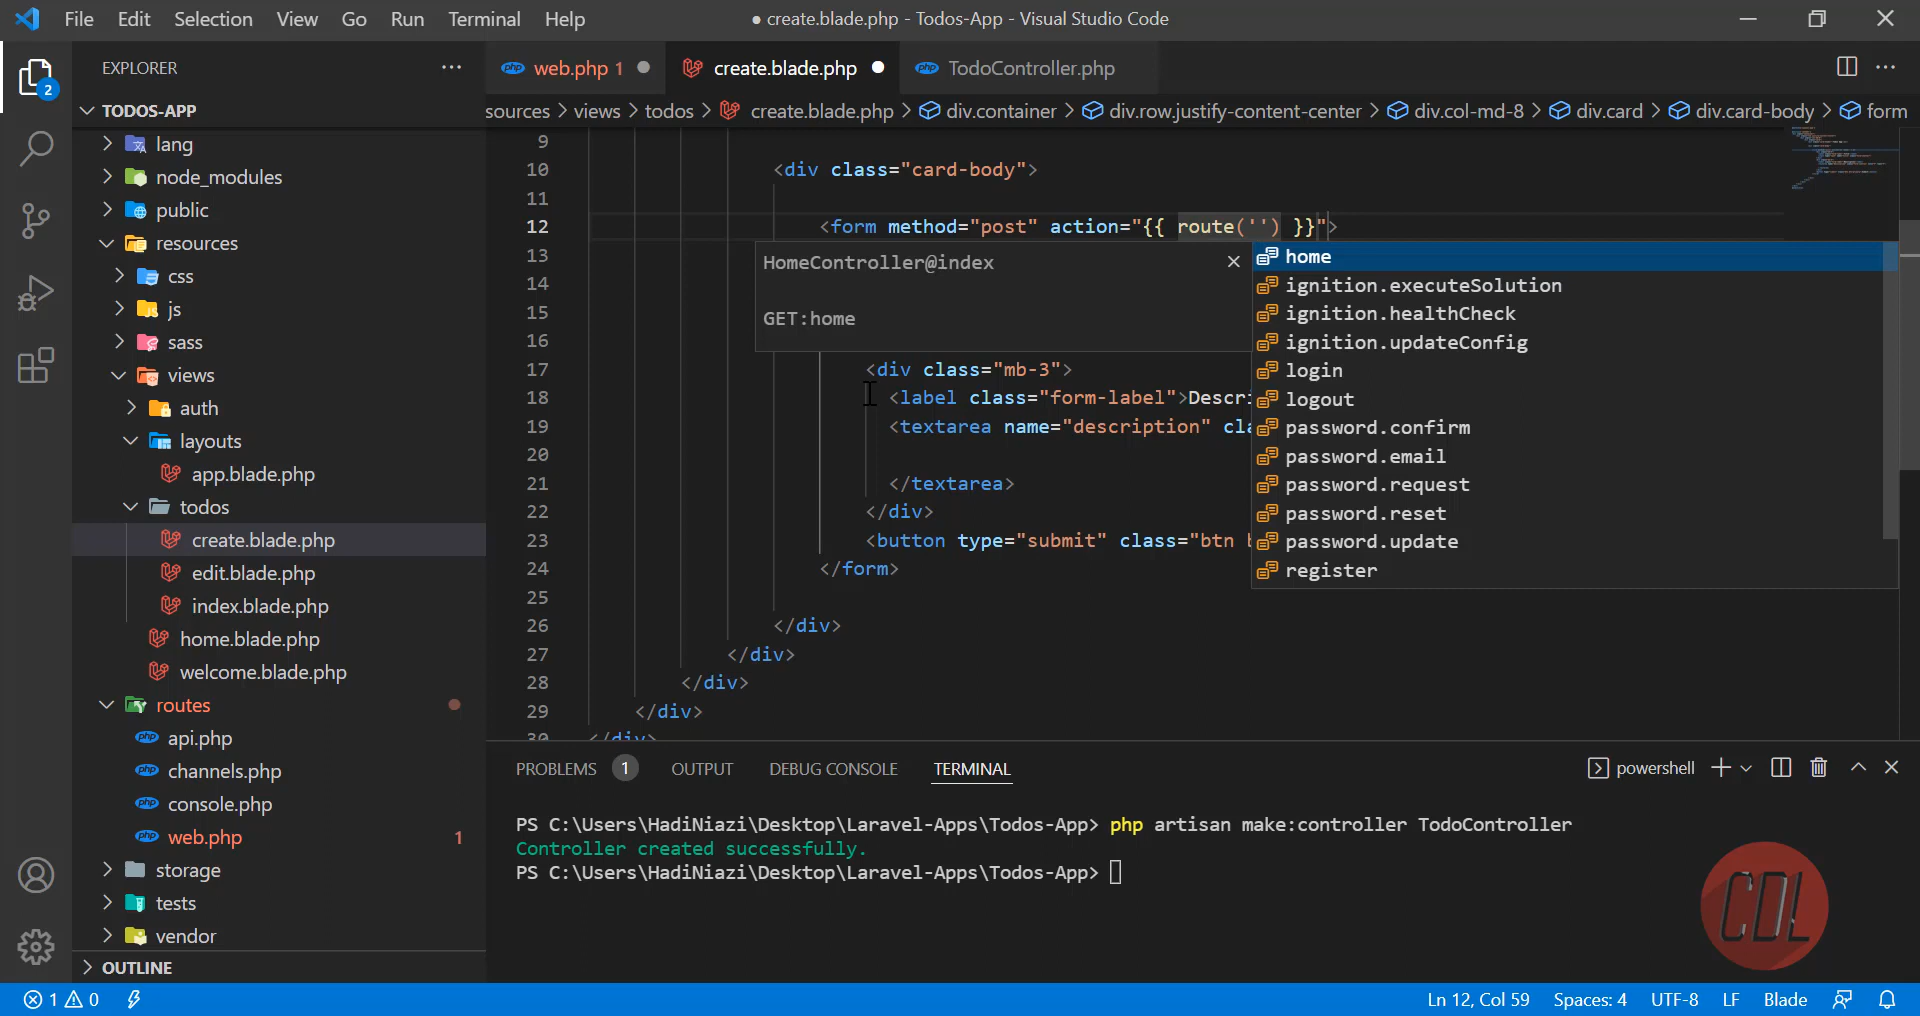 File Edit Selection View Go Run Terminal Help
● create.blade.php - Todos-App - Visual Studio Code
EXPLORER
web.php 1
create.blade.php
TodoController.php
TODOS-APP
sources > views > todos > create.blade.php > div.container > div.row.justify-content-center > div.col-md-8 > div.card > div.card-body > form
lang
node_modules
public
resources
css
js
sass
views
auth
layouts
app.blade.php
todos
create.blade.php
edit.blade.php
index.blade.php
home.blade.php
welcome.blade.php
routes
api.php
channels.php
console.php
web.php 1
storage
tests
vendor
OUTLINE
9
10 <div class="card-body">
11
12 <form method="post" action="{{ route('') }}">
13
14
15
16
17 <div class="mb-3">
18 <label class="form-label">Descri
19 <textarea name="description" cla
20
21 </textarea>
22 </div>
23 <button type="submit" class="btn b
24 </form>
25
26 </div>
27 </div>
28 </div>
29 </div>
30 </div>
HomeController@index
GET:home
home
ignition.executeSolution
ignition.healthCheck
ignition.updateConfig
login
logout
password.confirm
password.email
password.request
password.reset
password.update
register
PROBLEMS 1 OUTPUT DEBUG CONSOLE TERMINAL
powershell
PS C:\Users\HadiNiazi\Desktop\Laravel-Apps\Todos-App> php artisan make:controller TodoController
Controller created successfully.
PS C:\Users\HadiNiazi\Desktop\Laravel-Apps\Todos-App>
CDL
2
1 0
Ln 12, Col 59 Spaces: 4 UTF-8 LF Blade